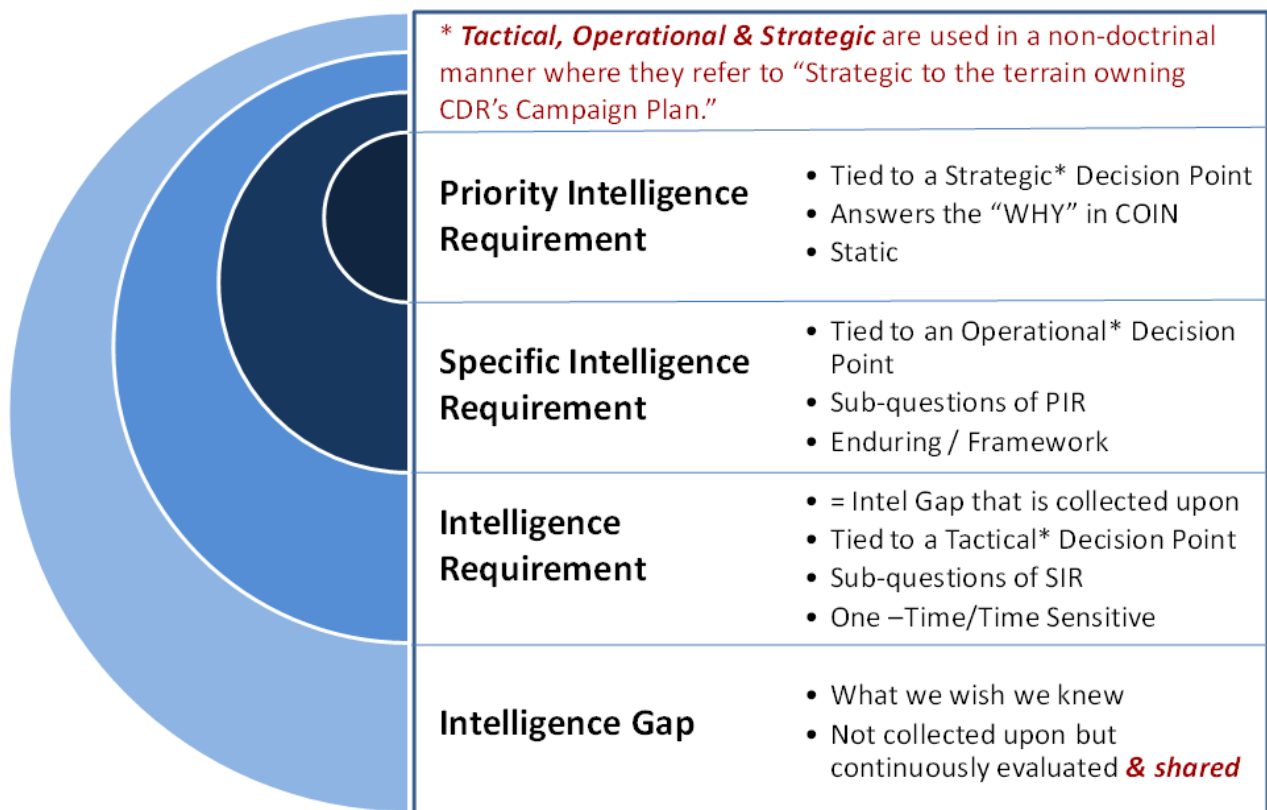 * Tactical, Operational & Strategic are used in a non-doctrinal
manner where they refer to “Strategic to the terrain owning
CDR’s Campaign Plan.”
Priority Intelligence
Requirement
• Tied to a Strategic* Decision Point
• Answers the “WHY” in COIN
• Static
Specific Intelligence
Requirement
• Tied to an Operational* Decision
Point
• Sub-questions of PIR
• Enduring / Framework
Intelligence
Requirement
• = Intel Gap that is collected upon
• Tied to a Tactical* Decision Point
• Sub-questions of SIR
• One –Time/Time Sensitive
Intelligence Gap
• What we wish we knew
• Not collected upon but
continuously evaluated & shared